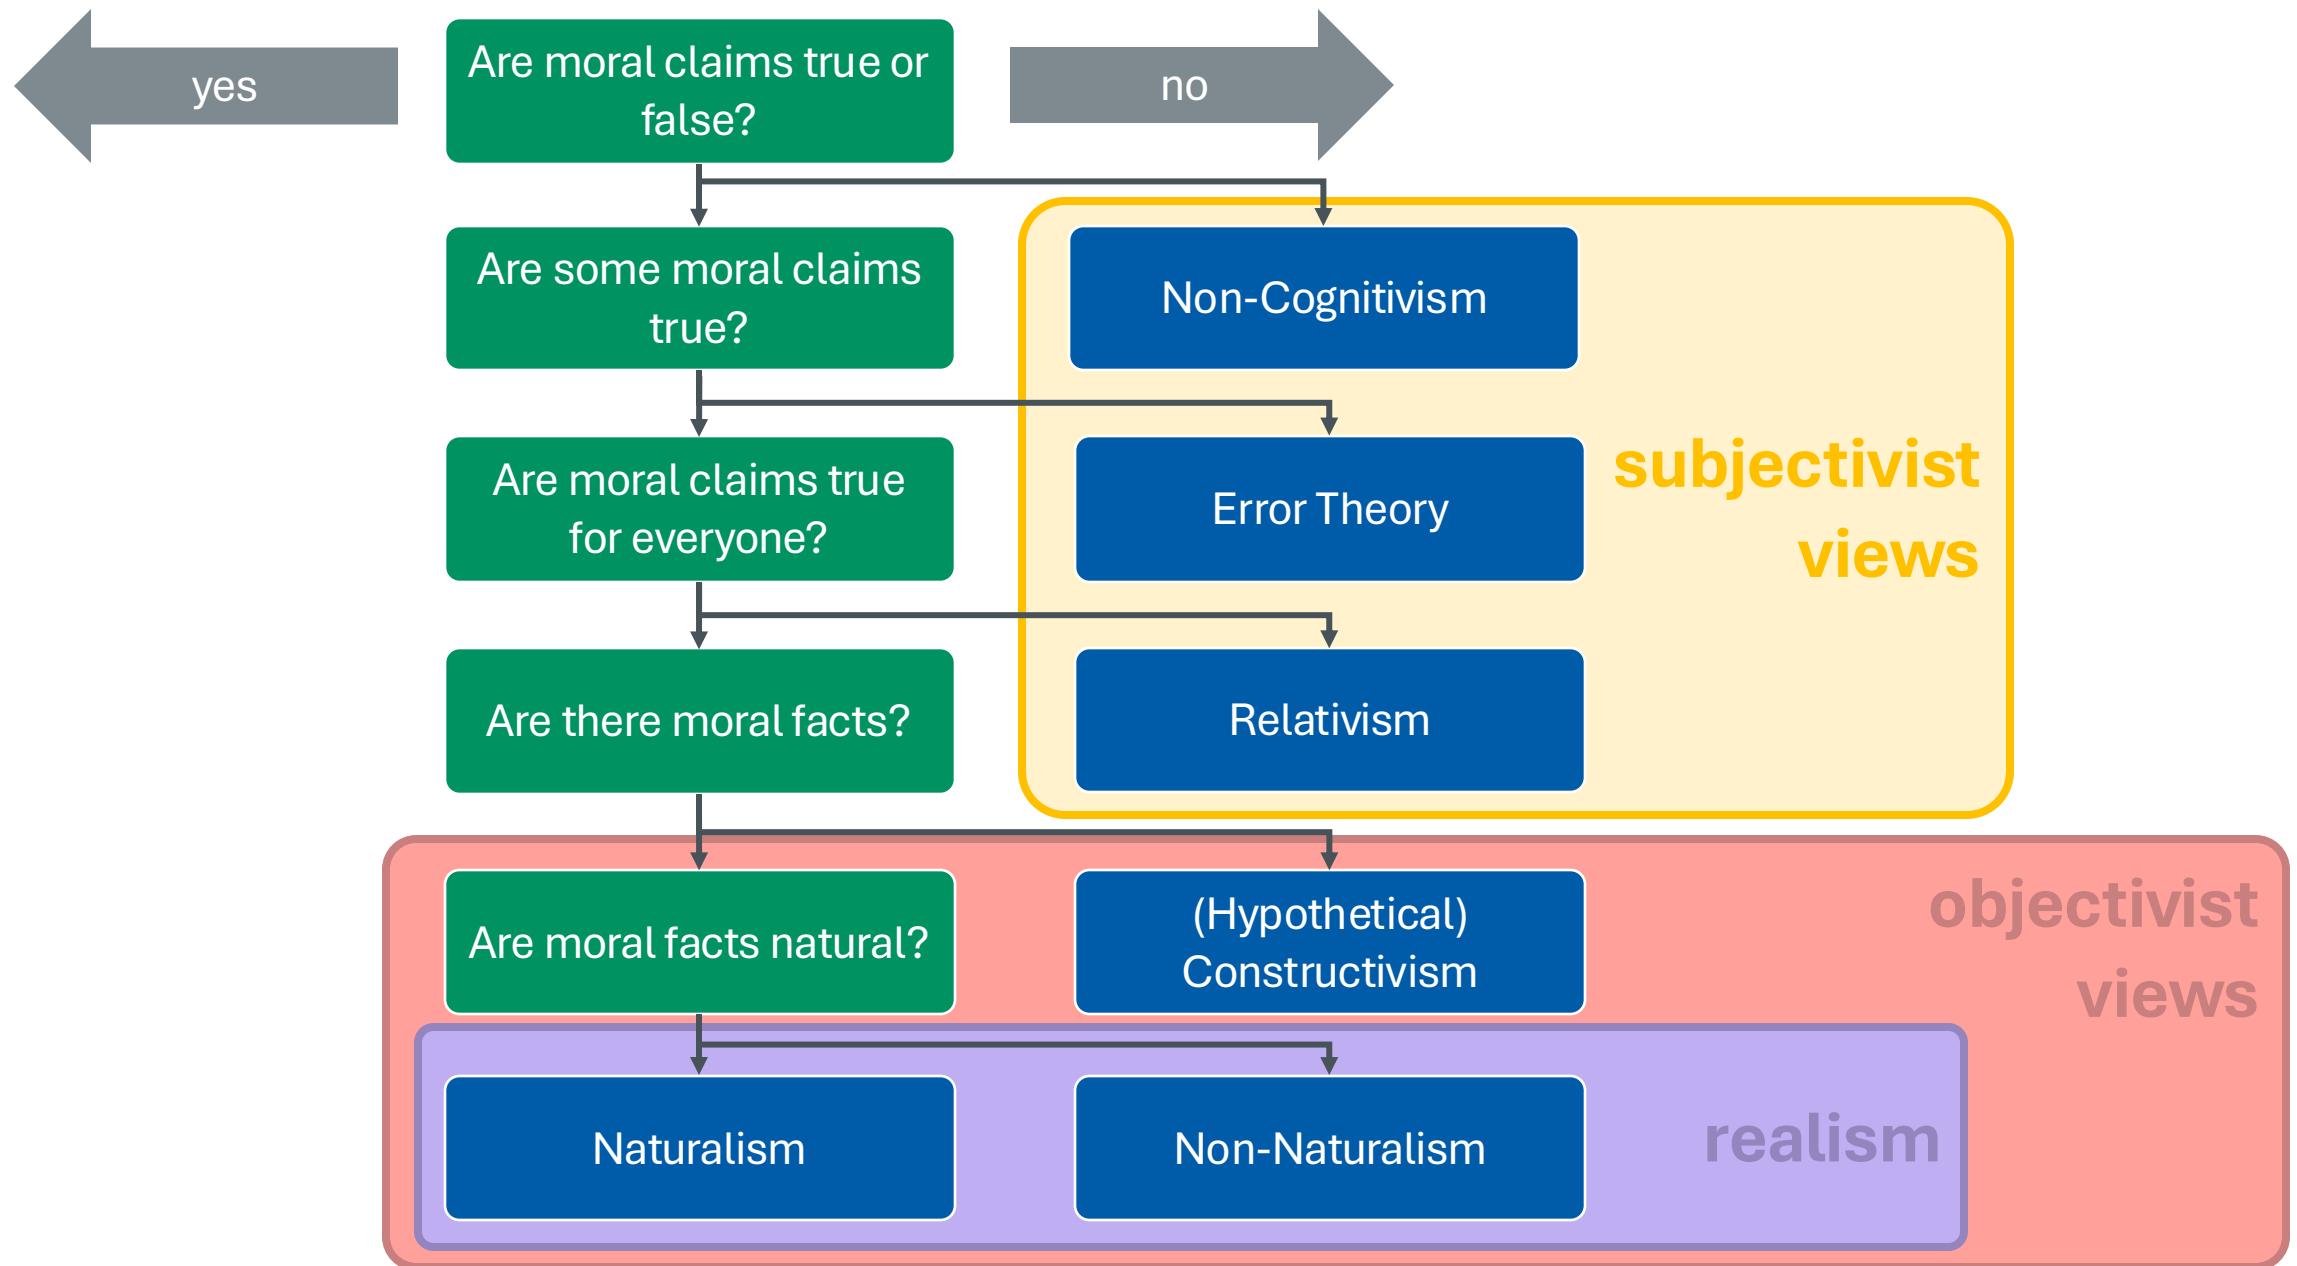 yes
Are moral claims true or
false?
no
Are some moral claims
true?
Non-Cognitivism
Are moral claims true
for everyone?
Error Theory
subjectivist
views
Are there moral facts?
Relativism
Are moral facts natural?
(Hypothetical)
Constructivism
objectivist
views
Naturalism
Non-Naturalism
realism